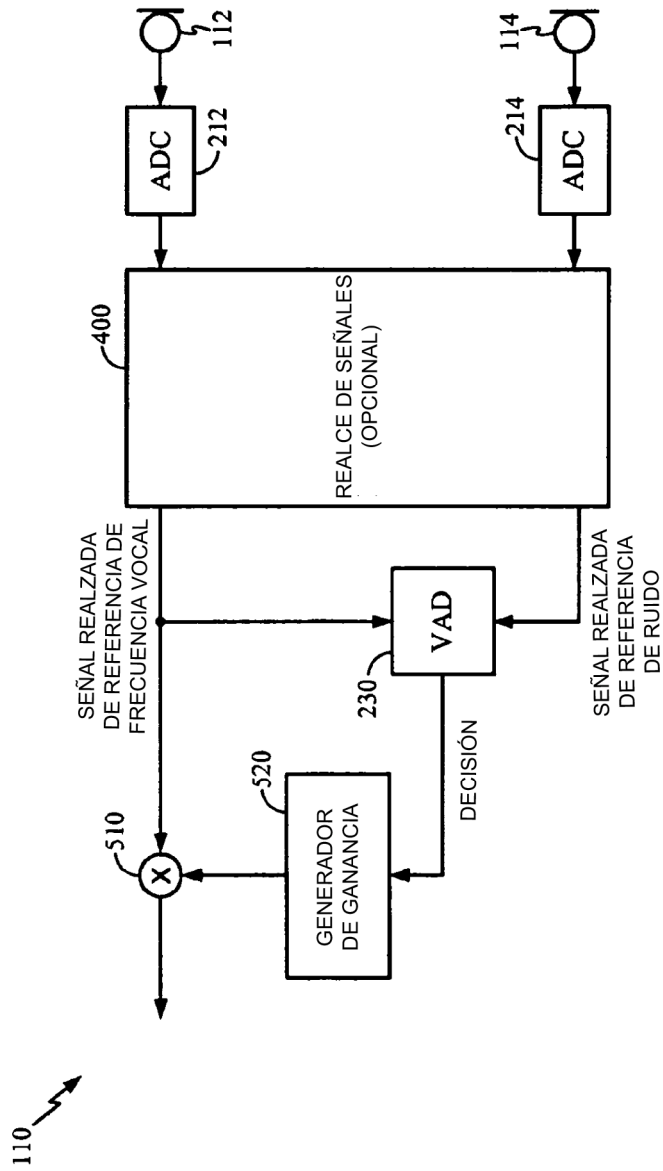 110
112
ADC
212
114
ADC
214
400
REALCE DE SEÑALES
(OPCIONAL)
SEÑAL REALZADA
DE REFERENCIA DE
FRECUENCIA VOCAL
SEÑAL REALZADA
DE REFERENCIA
DE RUIDO
VAD
230
DECISIÓN
520
GENERADOR
DE GANANCIA
510
X